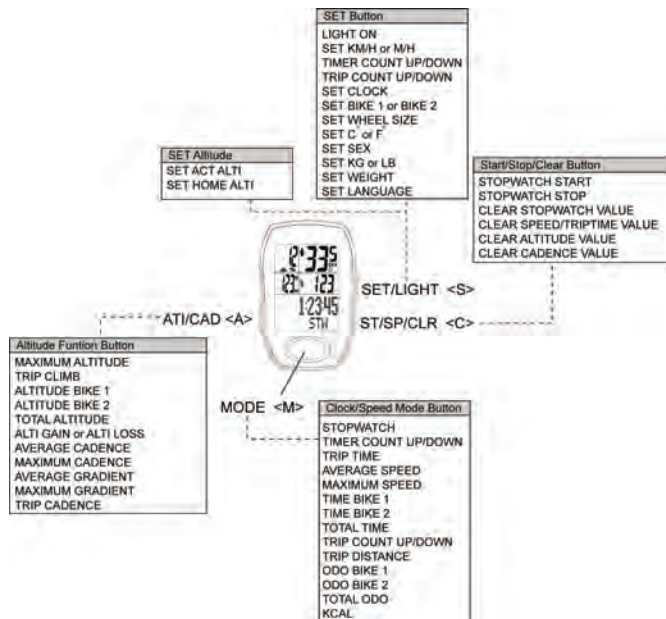 SET Button
LIGHT ON
SET KM/H or M/H
TIMER COUNT UP/DOWN
TRIP COUNT UP/DOWN
SET CLOCK
SET BIKE 1 or BIKE 2
SET WHEEL SIZE
SET C° or F°
SET SEX
SET KG or LB
SET WEIGHT
SET LANGUAGE
SET Altitude
SET ACT ALTI
SET HOME ALTI
Start/Stop/Clear Button
STOPWATCH START
STOPWATCH STOP
CLEAR STOPWATCH VALUE
CLEAR SPEED/TRIPTIME VALUE
CLEAR ALTITUDE VALUE
CLEAR CADENCE VALUE
12 335
123 123
1:23:45
STW
SET/LIGHT <S>
ATI/CAD <A>
ST/SP/CLR <C>
Altitude Funtion Button
MAXIMUM ALTITUDE
TRIP CLIMB
ALTITUDE BIKE 1
ALTITUDE BIKE 2
TOTAL ALTITUDE
ALTI GAIN or ALTI LOSS
AVERAGE CADENCE
MAXIMUM CADENCE
AVERAGE GRADIENT
MAXIMUM GRADIENT
TRIP CADENCE
MODE <M>
Clock/Speed Mode Button
STOPWATCH
TIMER COUNT UP/DOWN
TRIP TIME
AVERAGE SPEED
MAXIMUM SPEED
TIME BIKE 1
TIME BIKE 2
TOTAL TIME
TRIP COUNT UP/DOWN
TRIP DISTANCE
ODO BIKE 1
ODO BIKE 2
TOTAL ODO
KCAL